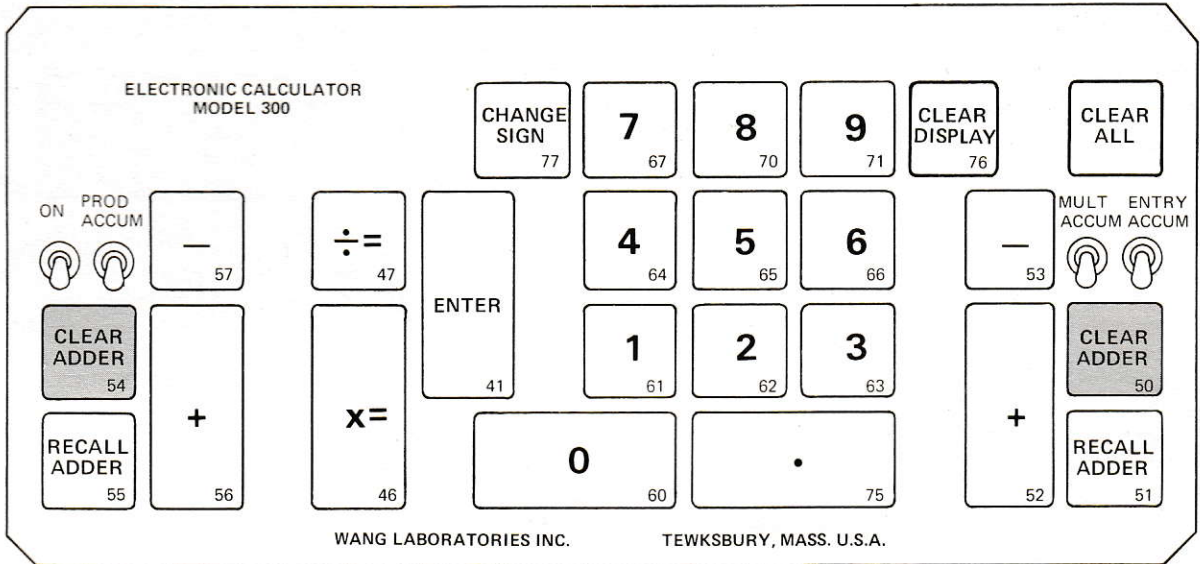 ELECTRONIC CALCULATOR
MODEL 300
CHANGE
SIGN
77
7
67
8
70
9
71
CLEAR
DISPLAY
76
CLEAR
ALL
ON
PROD
ACCUM
—
57
÷=
47
ENTER
41
4
64
5
65
6
66
—
53
MULT
ACCUM
ENTRY
ACCUM
CLEAR
ADDER
54
+
56
x=
46
1
61
2
62
3
63
+
52
CLEAR
ADDER
50
RECALL
ADDER
55
0
60
•
75
RECALL
ADDER
51
WANG LABORATORIES INC. TEWKSBURY, MASS. U.S.A.